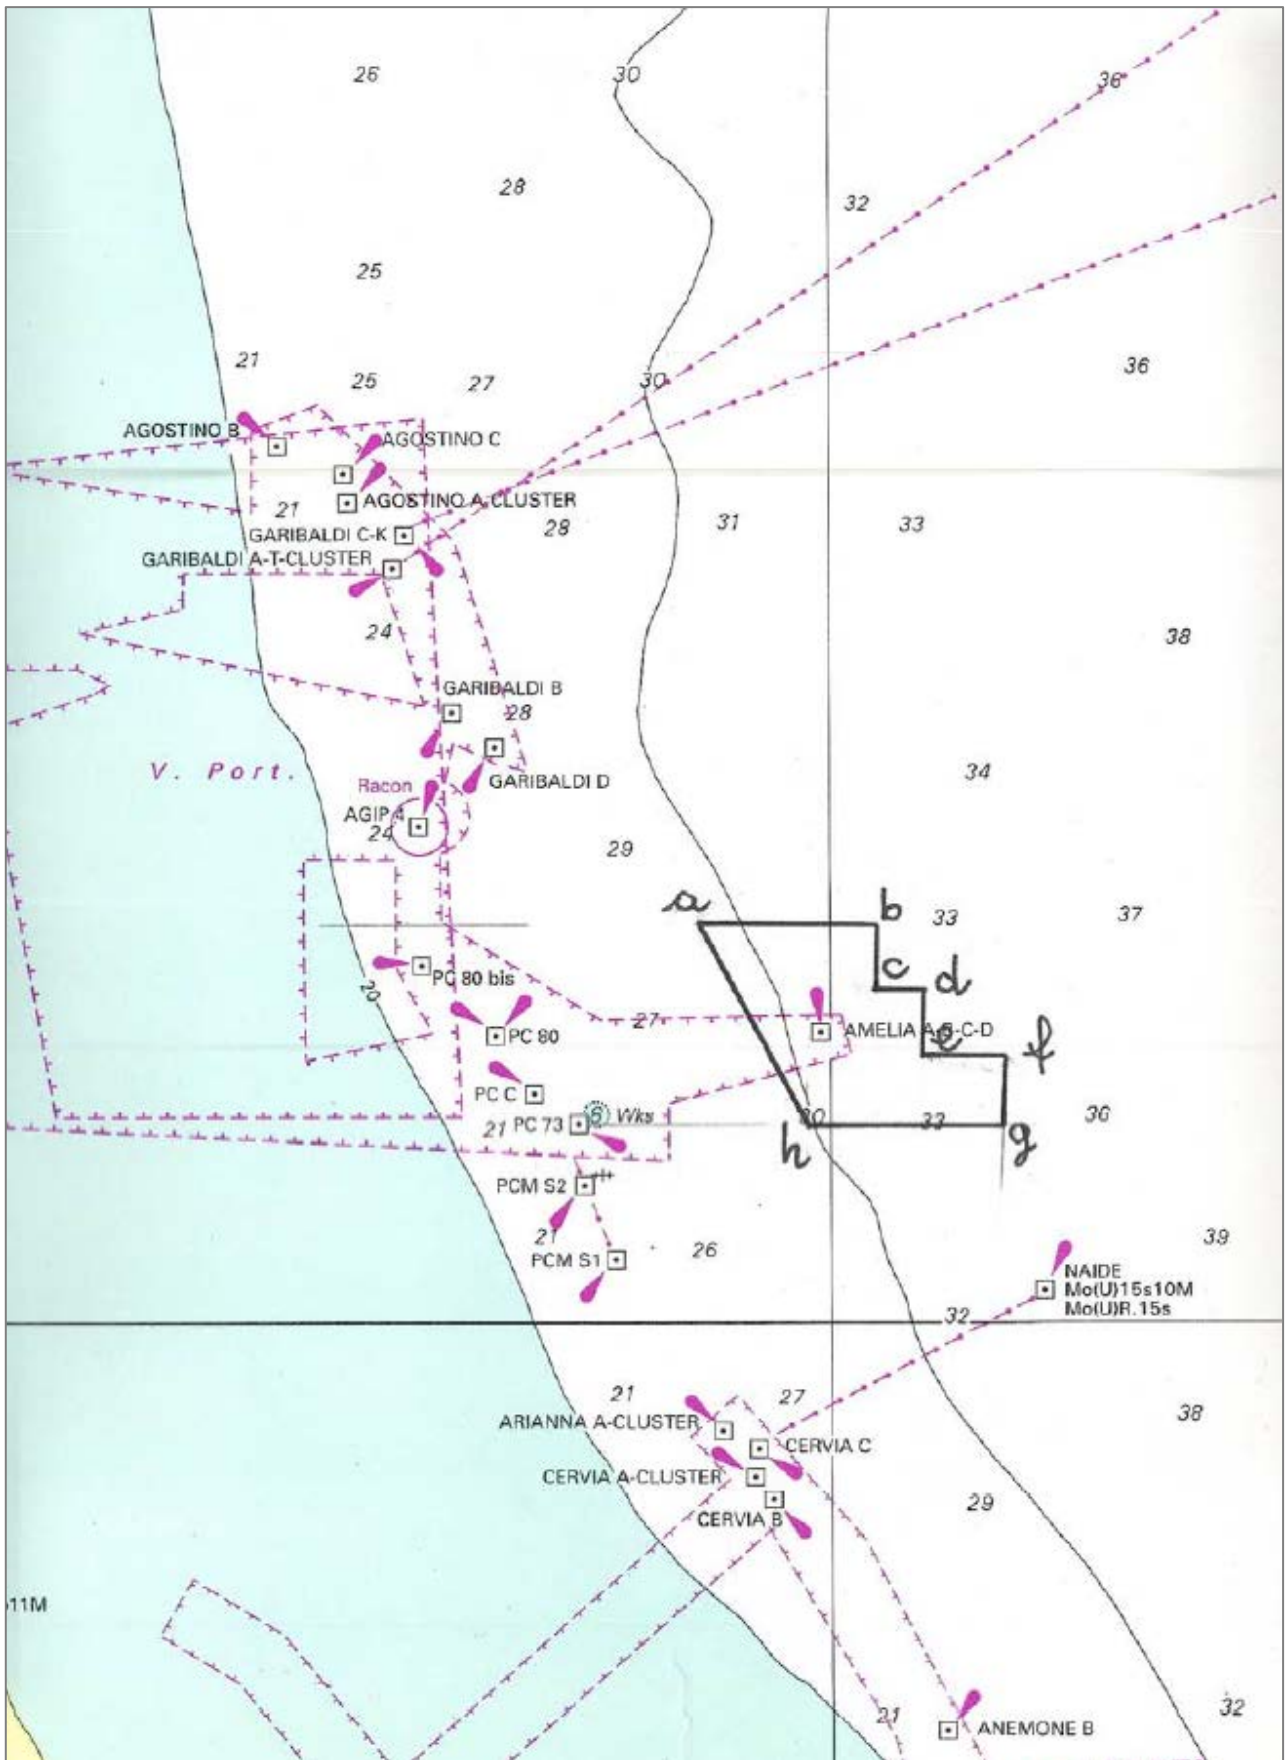 26
30
36
28
32
25
21
30
36
25
27
AGOSTINO B
AGOSTINO C
21
AGOSTINO A-CLUSTER
28
31
33
GARIBALDI C-K
GARIBALDI A-T-CLUSTER
24
38
GARIBALDI B
28
V. Port.
34
GARIBALDI D
Racon
AGIP 4
24
29
a
b
33
37
c
d
PC 80 bis
20
27
AMELIA A-B-C-D
PC 80
e
f
PC C
6 Wks
30
33
36
21
PC 73
h
g
PCM S2
21
26
39
PCM S1
NAIDE
Mo(U)15s10M
Mo(U)R.15s
32
21
27
38
ARIANNA A-CLUSTER
CERVIA C
CERVIA A-CLUSTER
29
CERVIA B
11M
32
21
ANEMONE B